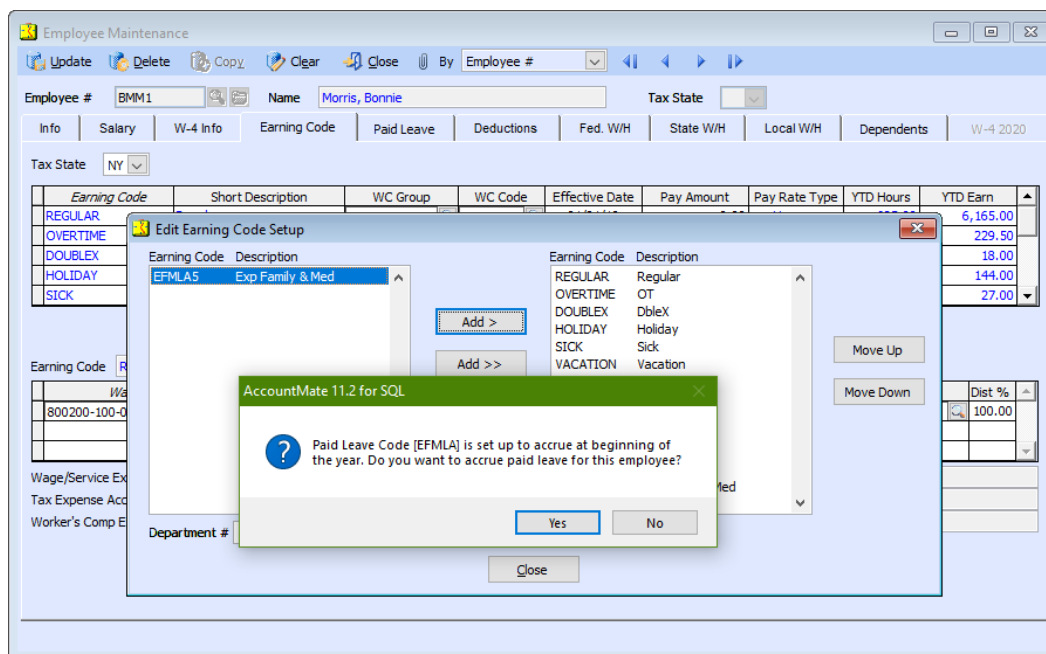 Employee Maintenance
Update Delete Copy Clear Close By Employee #
Employee # BMM1 Name Morris, Bonnie Tax State
Info Salary W-4 Info Earning Code Paid Leave Deductions Fed. W/H State W/H Local W/H Dependents W-4 2020
Tax State NY
Earning Code Short Description WC Group WC Code Effective Date Pay Amount Pay Rate Type YTD Hours YTD Earn
REGULAR 6,165.00
OVERTIME 229.50
DOUBLEX 18.00
HOLIDAY 144.00
SICK 27.00
Edit Earning Code Setup
Earning Code Description
EFMLA5 Exp Family & Med
Add >
Add >>
Earning Code Description
REGULAR Regular
OVERTIME OT
DOUBLEX DbleX
HOLIDAY Holiday
SICK Sick
VACATION Vacation
Med
Move Up
Move Down
Department #
Close
AccountMate 11.2 for SQL
Paid Leave Code [EFMLA] is set up to accrue at beginning of
the year. Do you want to accrue paid leave for this employee?
Yes No
Earning Code R
Wa Dist %
800200-100-0 100.00
Wage/Service Ex
Tax Expense Acc
Worker's Comp E